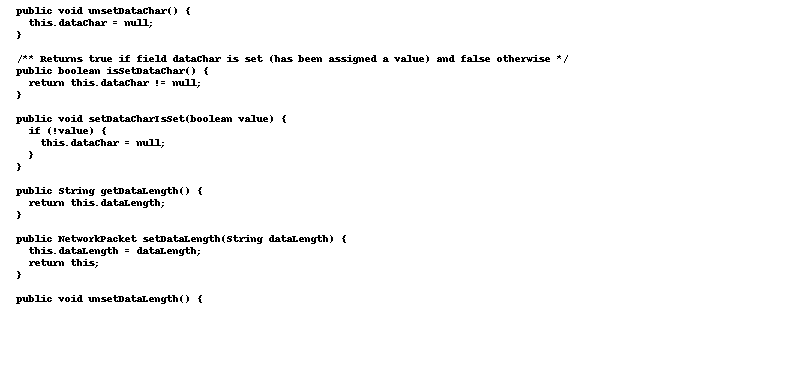 public void unsetDataChar() {
  this.dataChar = null;
}

/** Returns true if field dataChar is set (has been assigned a value) and false otherwise */
public boolean isSetDataChar() {
  return this.dataChar != null;
}

public void setDataCharIsSet(boolean value) {
  if (!value) {
    this.dataChar = null;
  }
}

public String getDataLength() {
  return this.dataLength;
}

public NetworkPacket setDataLength(String dataLength) {
  this.dataLength = dataLength;
  return this;
}

public void unsetDataLength() {